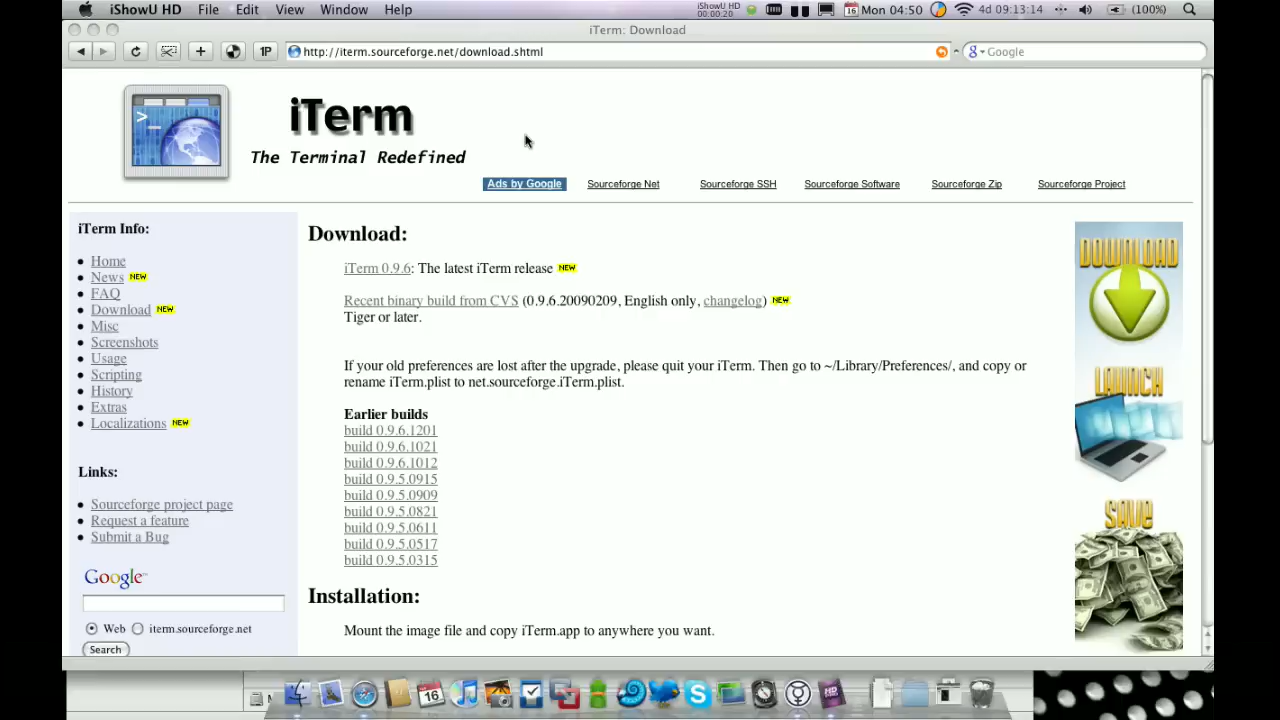 iShowU HD File Edit View Window Help iShowU HD 00:00:20 16 Mon 04:50 4d 09:13:14 (100%)
iTerm: Download
1P http://iterm.sourceforge.net/download.shtml Google
iTerm
The Terminal Redefined
Ads by Google Sourceforge Net Sourceforge SSH Sourceforge Software Sourceforge Zip Sourceforge Project
iTerm Info:
Home
News NEW
FAQ
Download NEW
Misc
Screenshots
Usage
Scripting
History
Extras
Localizations NEW
Links:
Sourceforge project page
Request a feature
Submit a Bug
Google
Web iterm.sourceforge.net
Search
Download:
iTerm 0.9.6: The latest iTerm release NEW
Recent binary build from CVS (0.9.6.20090209, English only, changelog) NEW
Tiger or later.
If your old preferences are lost after the upgrade, please quit your iTerm. Then go to ~/Library/Preferences/, and copy or
rename iTerm.plist to net.sourceforge.iTerm.plist.
Earlier builds
build 0.9.6.1201
build 0.9.6.1021
build 0.9.6.1012
build 0.9.5.0915
build 0.9.5.0909
build 0.9.5.0821
build 0.9.5.0611
build 0.9.5.0517
build 0.9.5.0315
Installation:
Mount the image file and copy iTerm.app to anywhere you want.
DOWNLOAD
LAUNCH
SAVE
16
HD